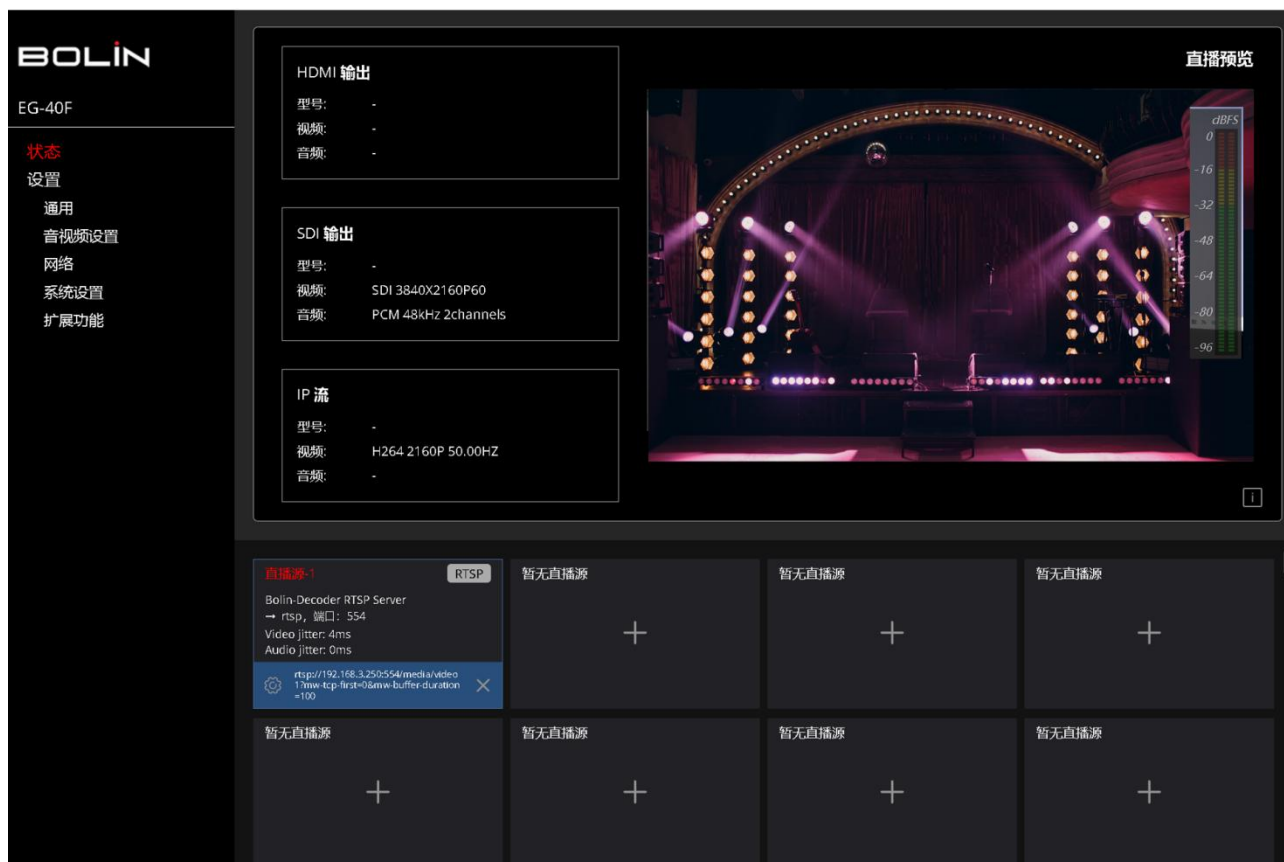 BOLIN
EG-40F
状态
设置
通用
音视频设置
网络
系统设置
扩展功能
HDMI 输出
型号: -
视频: -
音频: -
SDI 输出
型号: -
视频: SDI 3840X2160P60
音频: PCM 48kHz 2channels
IP 流
型号: -
视频: H264 2160P 50.00HZ
音频: -
直播预览
dBFS
0
-16
-32
-48
-64
-80
-96
i
直播源-1 RTSP
Bolin-Decoder RTSP Server
→ rtsp，端口：554
Video jitter: 4ms
Audio jitter: 0ms
rtsp://192.168.3.250:554/media/video
1?mw-tcp-first=0&mw-buffer-duration
=100
暂无直播源
暂无直播源
暂无直播源
暂无直播源
暂无直播源
暂无直播源
暂无直播源